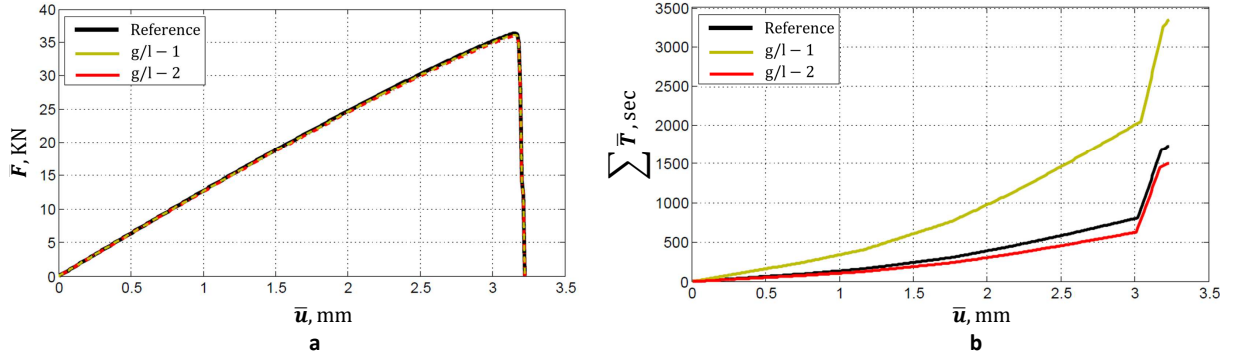 40
35
30
25
20
15
10
5
0
F̅, KN
Reference
g/l − 1
g/l − 2
0 0.5 1 1.5 2 2.5 3 3.5
u̅, mm
a
3500
3000
2500
2000
1500
1000
500
0
∑ T̅, sec
Reference
g/l − 1
g/l − 2
0 0.5 1 1.5 2 2.5 3 3.5
u̅, mm
b